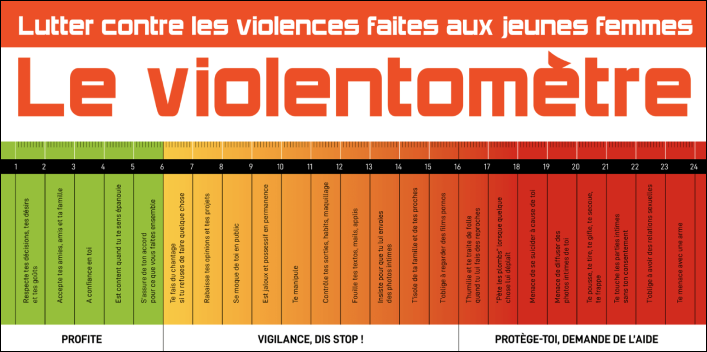 Lutter contre les violences faites aux jeunes femmes
Le violentomètre
1 2 3 4 5 6 7 8 9 10 11 12 13 14 15 16 17 18 19 20 21 22 23 24
Respecte tes décisions, tes désirs
et tes goûts
Accepte tes amies, amis et ta famille
A confiance en toi
Est content quand tu te sens épanouie
S'assure de ton accord
pour ce que vous faites ensemble
Te fais du chantage
si tu refuses de faire quelque chose
Rabaisse tes opinions et tes projets
Se moque de toi en public
Est jaloux et possessif en permanence
Te manipule
Contrôle tes sorties, habits, maquillage
Fouille tes textos, mails, applis
Insiste pour que tu lui envoies
des photos intimes
T'isole de ta famille et de tes proches
T'oblige à regarder des films pornos
T'humilie et te traite de folle
quand tu lui fais des reproches
"Pète les plombs" lorsque quelque
chose lui déplaît
Menace de se suicider à cause de toi
Menace de diffuser des
photos intimes de toi
Te pousse, te tire, te gifle, te secoue,
te frappe
Te touche les parties intimes
sans ton consentement
T'oblige à avoir des relations sexuelles
Te menace avec une arme
PROFITE
VIGILANCE, DIS STOP !
PROTÈGE-TOI, DEMANDE DE L'AIDE